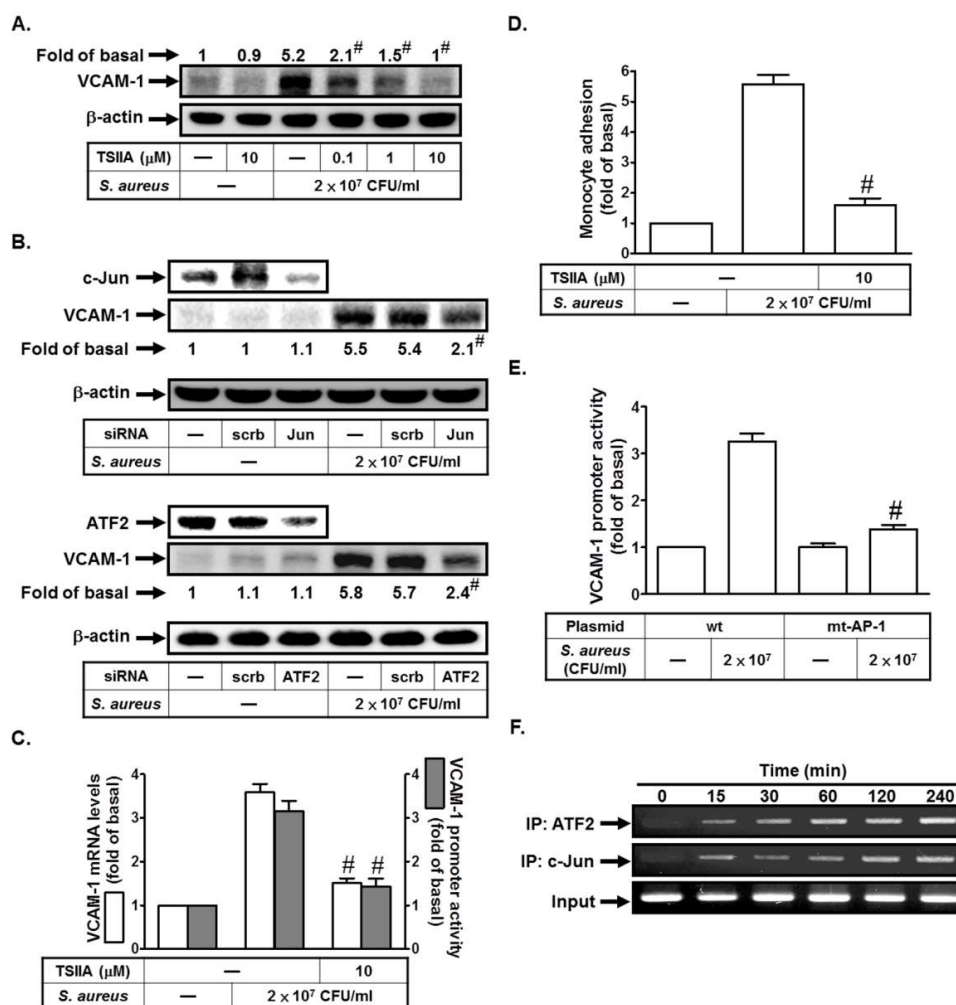 A.
Fold of basal 1 0.9 5.2 2.1# 1.5# 1#
VCAM-1
β-actin
TSIIA (μM) — 10 — 0.1 1 10
S. aureus — 2 × 10⁷ CFU/ml
B.
c-Jun
VCAM-1
Fold of basal 1 1 1.1 5.5 5.4 2.1#
β-actin
siRNA — scrb Jun — scrb Jun
S. aureus — 2 × 10⁷ CFU/ml
ATF2
VCAM-1
Fold of basal 1 1.1 1.1 5.8 5.7 2.4#
β-actin
siRNA — scrb ATF2 — scrb ATF2
S. aureus — 2 × 10⁷ CFU/ml
C.
VCAM-1 mRNA levels
(fold of basal)
4
3
2
1
0
# #
4
3
2
1
0
VCAM-1 promoter activity
(fold of basal)
TSIIA (μM) — 10
S. aureus — 2 × 10⁷ CFU/ml
D.
Monocyte adhesion
(fold of basal)
6
5
4
3
2
1
0
#
TSIIA (μM) — 10
S. aureus — 2 × 10⁷ CFU/ml
E.
VCAM-1 promoter activity
(fold of basal)
4
3
2
1
0
#
Plasmid wt mt-AP-1
S. aureus
(CFU/ml) — 2 × 10⁷ — 2 × 10⁷
F.
Time (min)
0 15 30 60 120 240
IP: ATF2
IP: c-Jun
Input